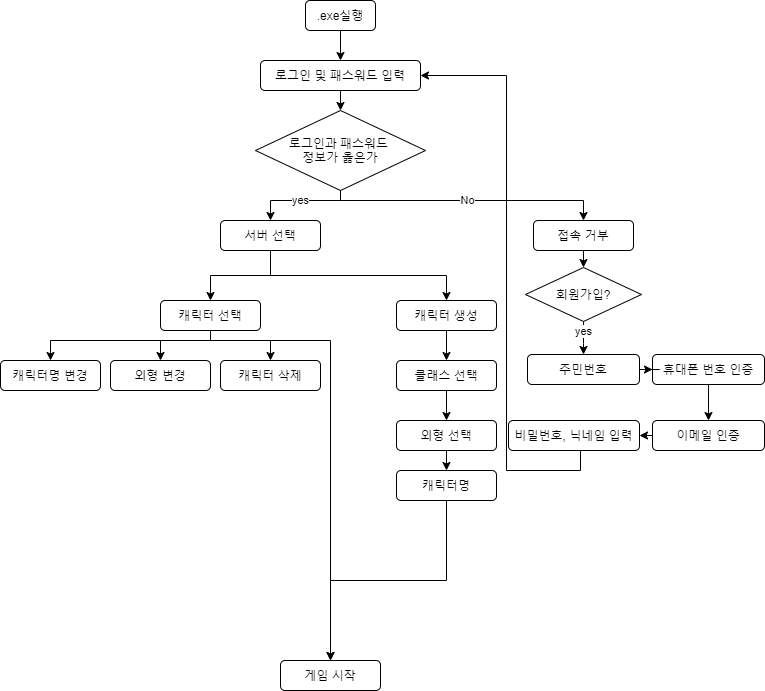 .exe실행
로그인 및 패스워드 입력
로그인과 패스워드
정보가 옳은가
yes
No
서버 선택
접속 거부
회원가입?
캐릭터 선택
캐릭터 생성
yes
캐릭터명 변경
외형 변경
캐릭터 삭제
클래스 선택
주민번호
휴대폰 번호 인증
외형 선택
비밀번호, 닉네임 입력
이메일 인증
캐릭터명
게임 시작